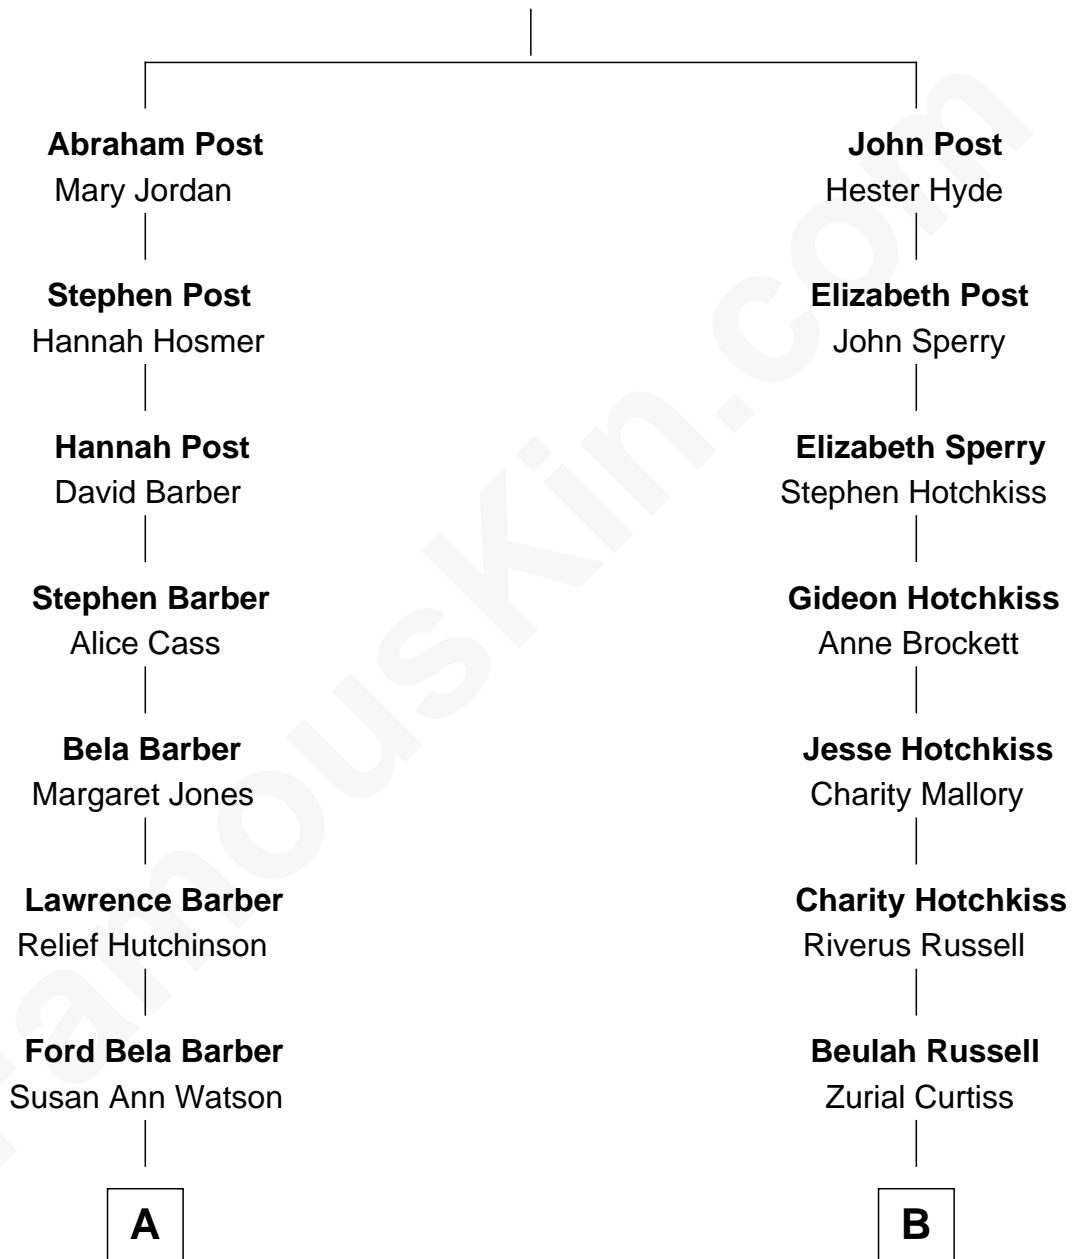 Abraham Post
Mary Jordan
Stephen Post
Hannah Hosmer
Hannah Post
David Barber
Stephen Barber
Alice Cass
Bela Barber
Margaret Jones
Lawrence Barber
Relief Hutchinson
Ford Bela Barber
Susan Ann Watson
A
John Post
Hester Hyde
Elizabeth Post
John Sperry
Elizabeth Sperry
Stephen Hotchkiss
Gideon Hotchkiss
Anne Brockett
Jesse Hotchkiss
Charity Mallory
Charity Hotchkiss
Riverus Russell
Beulah Russell
Zurial Curtiss
B
FamousKin.com